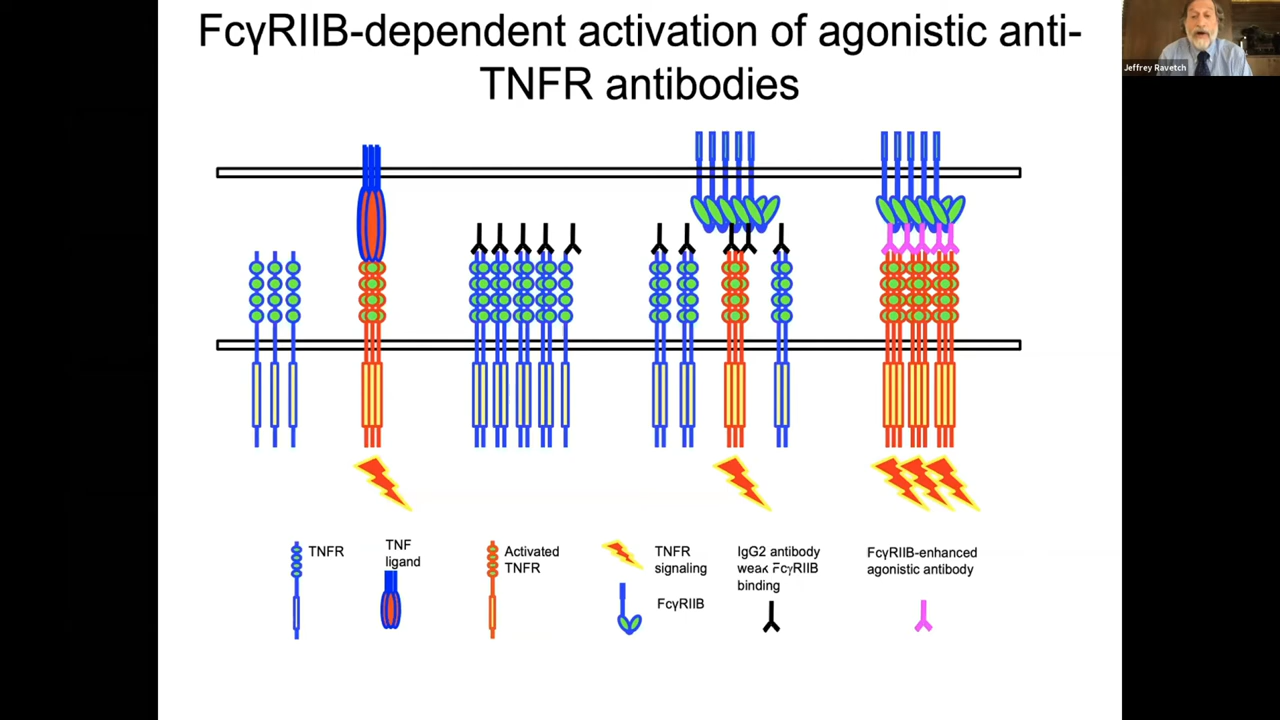 FcγRIIB-dependent activation of agonistic anti-
TNFR antibodies
Jeffrey Ravetch
TNFR
TNF
ligand
Activated
TNFR
TNFR
signaling
FcγRIIB
IgG2 antibody
weak FcγRIIB
binding
FcγRIIB-enhanced
agonistic antibody